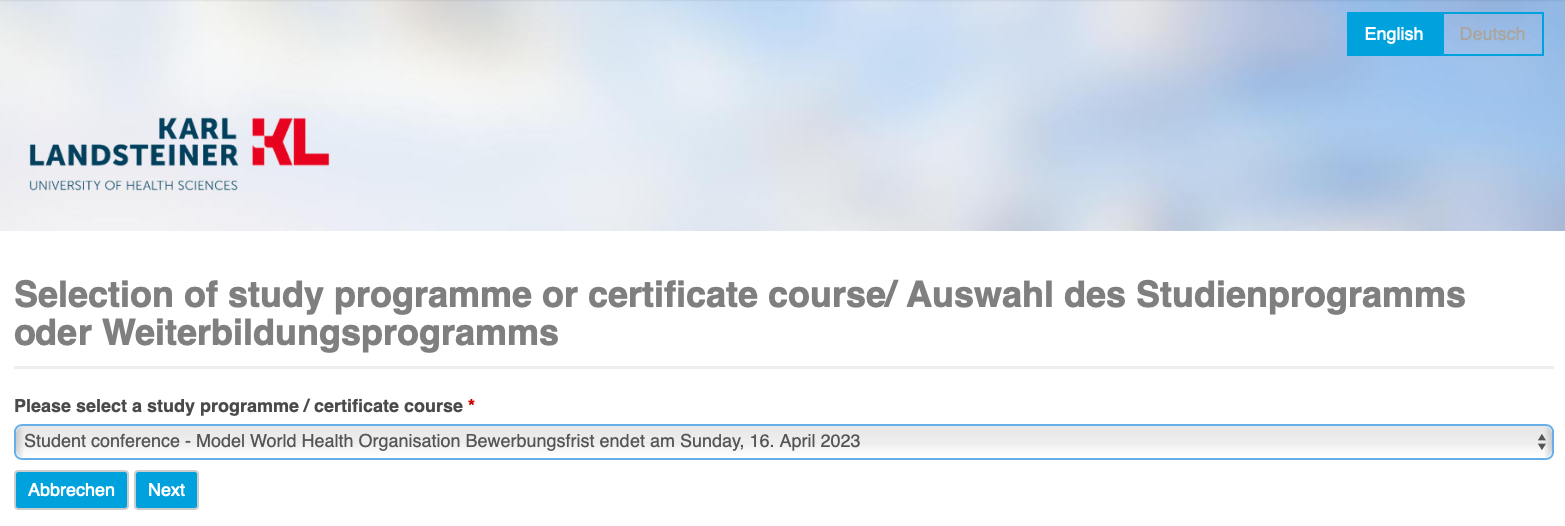 English Deutsch
KARL
LANDSTEINER KL
UNIVERSITY OF HEALTH SCIENCES
Selection of study programme or certificate course/ Auswahl des Studienprogramms
oder Weiterbildungsprogramms
Please select a study programme / certificate course *
Student conference - Model World Health Organisation Bewerbungsfrist endet am Sunday, 16. April 2023
Abbrechen Next